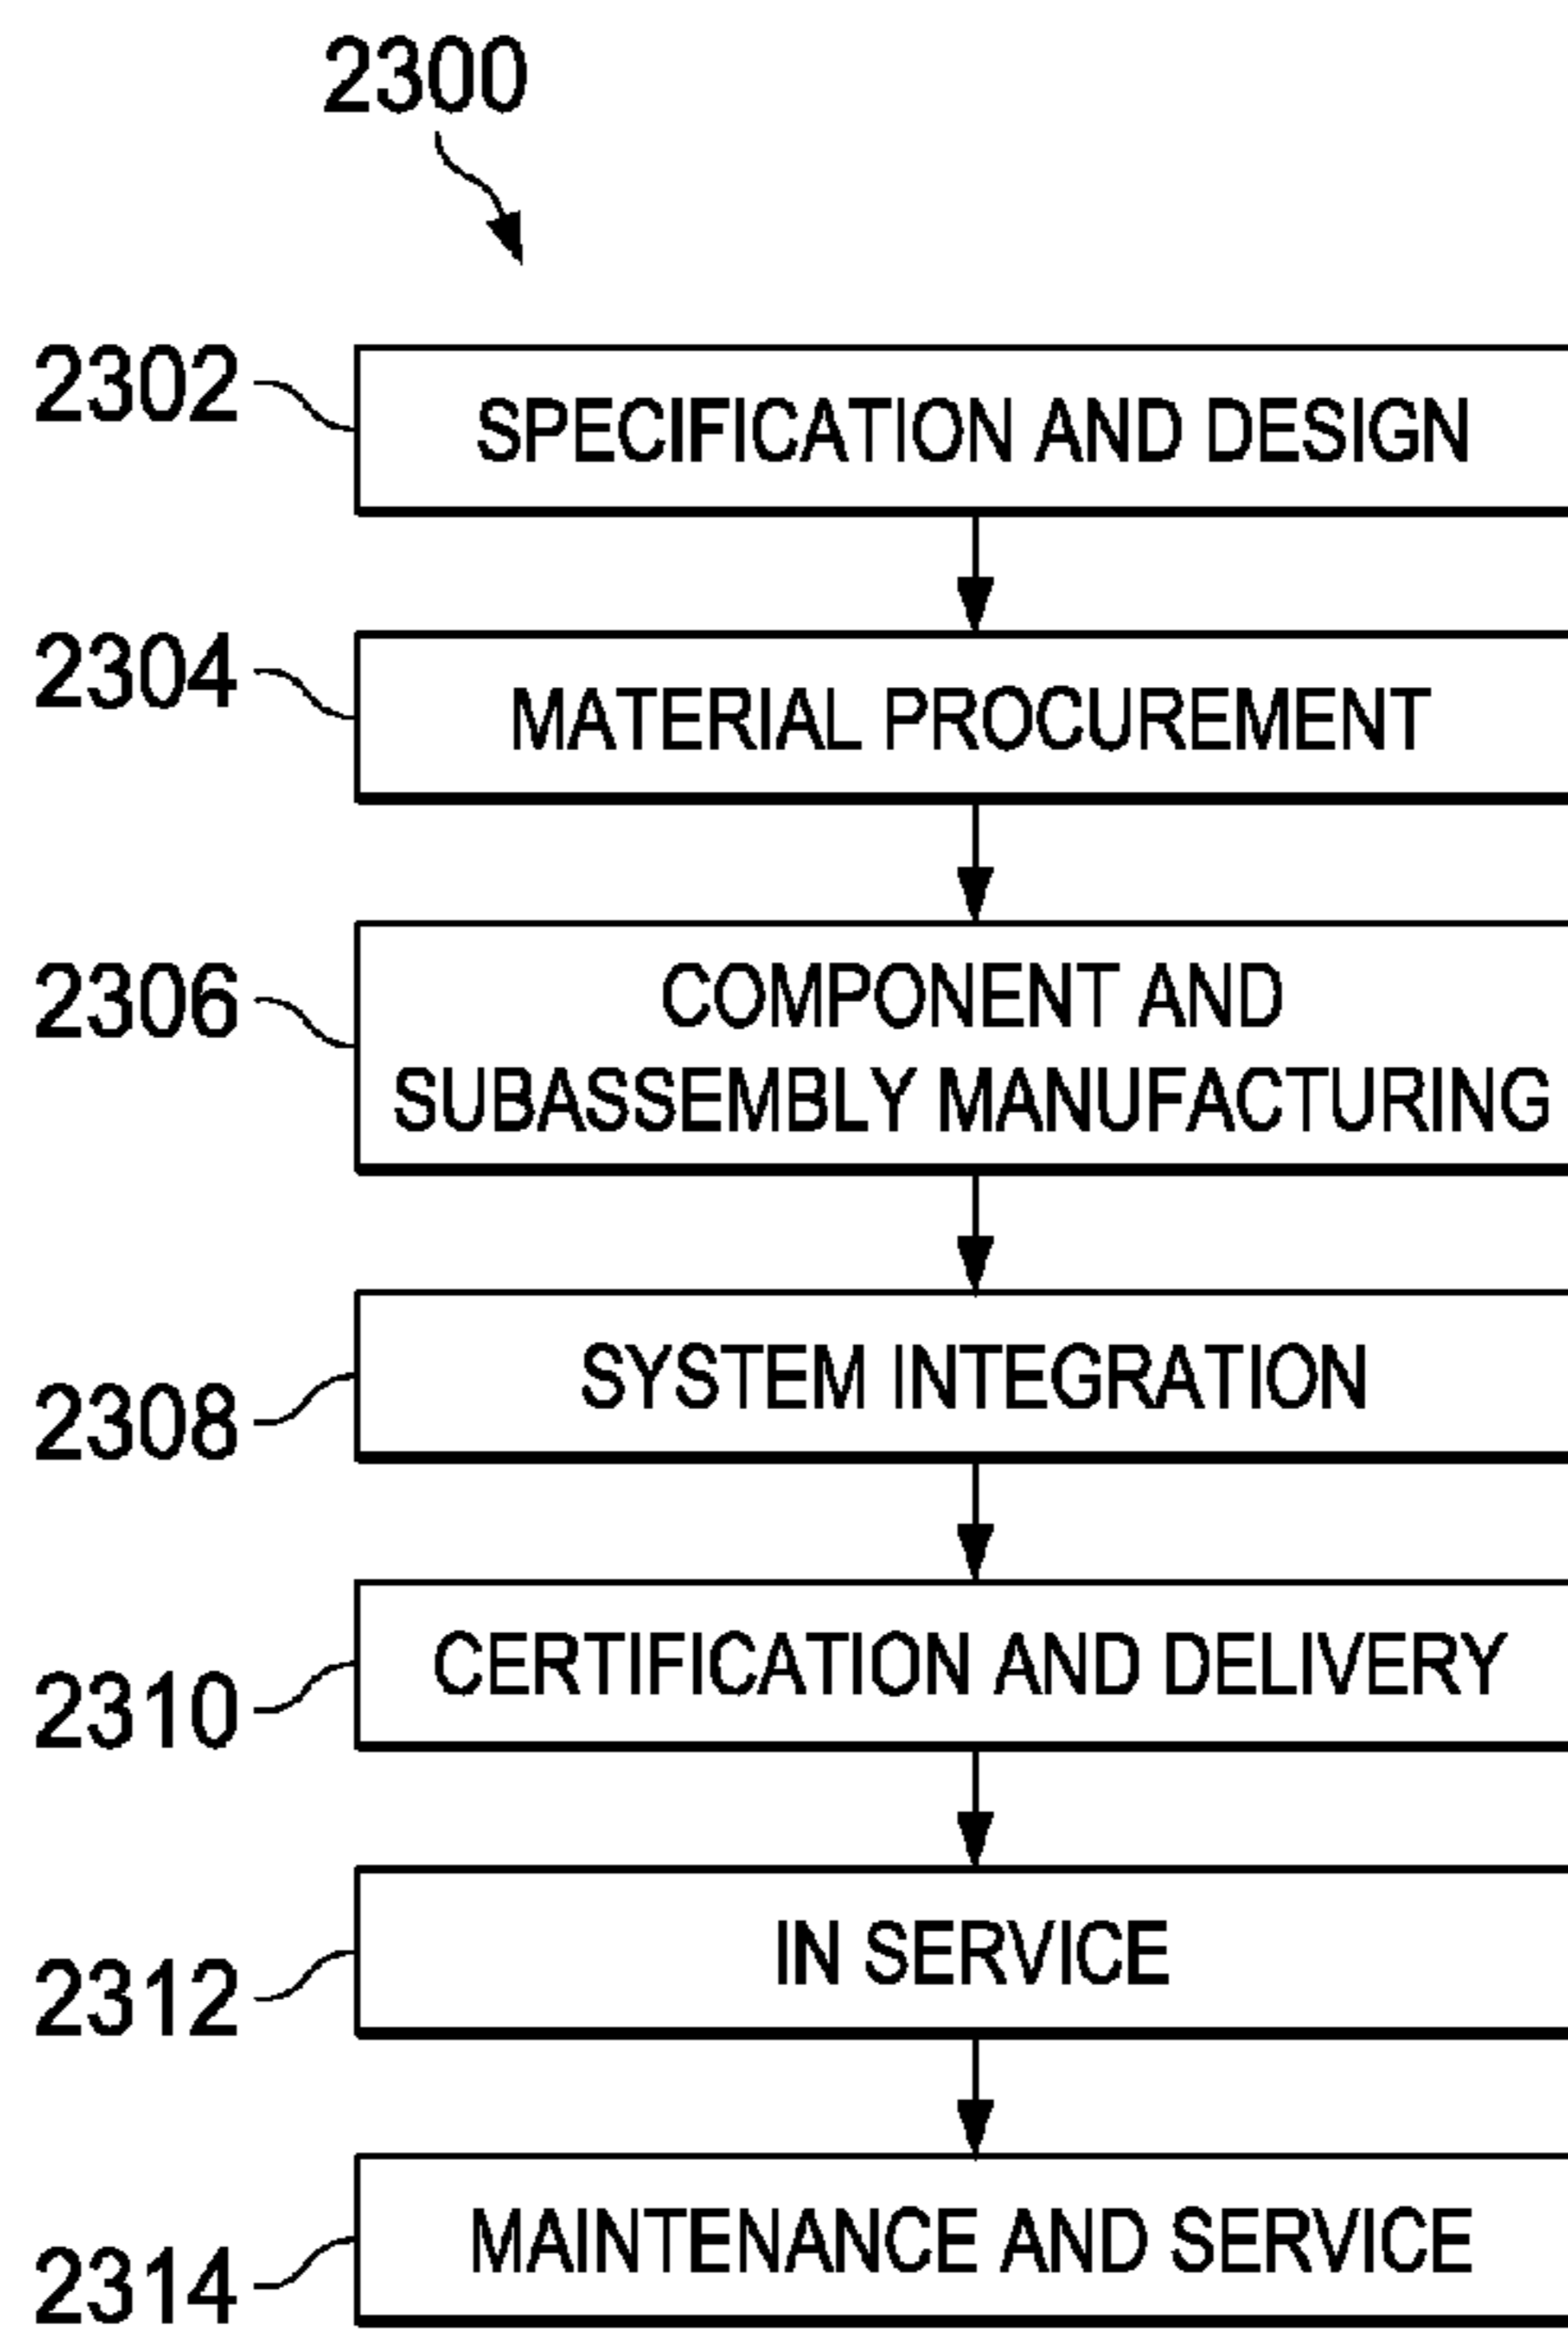 2300
2302
SPECIFICATION AND DESIGN
2304
MATERIAL PROCUREMENT
2306
COMPONENT AND
SUBASSEMBLY MANUFACTURING
2308
SYSTEM INTEGRATION
2310
CERTIFICATION AND DELIVERY
2312
IN SERVICE
2314
MAINTENANCE AND SERVICE